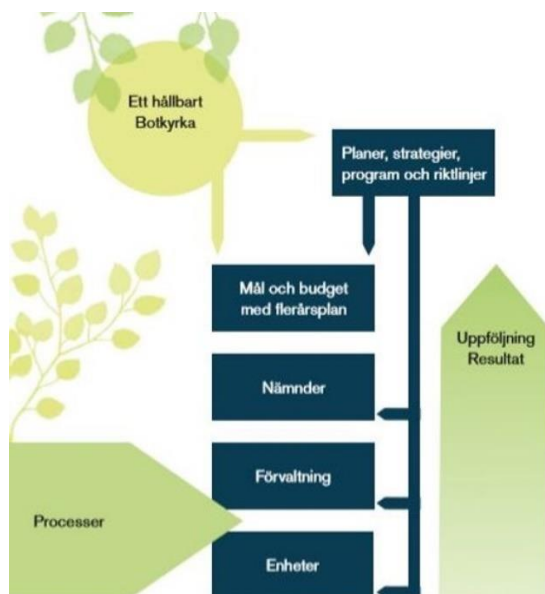 Ett hållbart
Botkyrka
Planer, strategier,
program och riktlinjer
Mål och budget
med flerårsplan
Uppföljning
Resultat
Nämnder
Förvaltning
Processer
Enheter